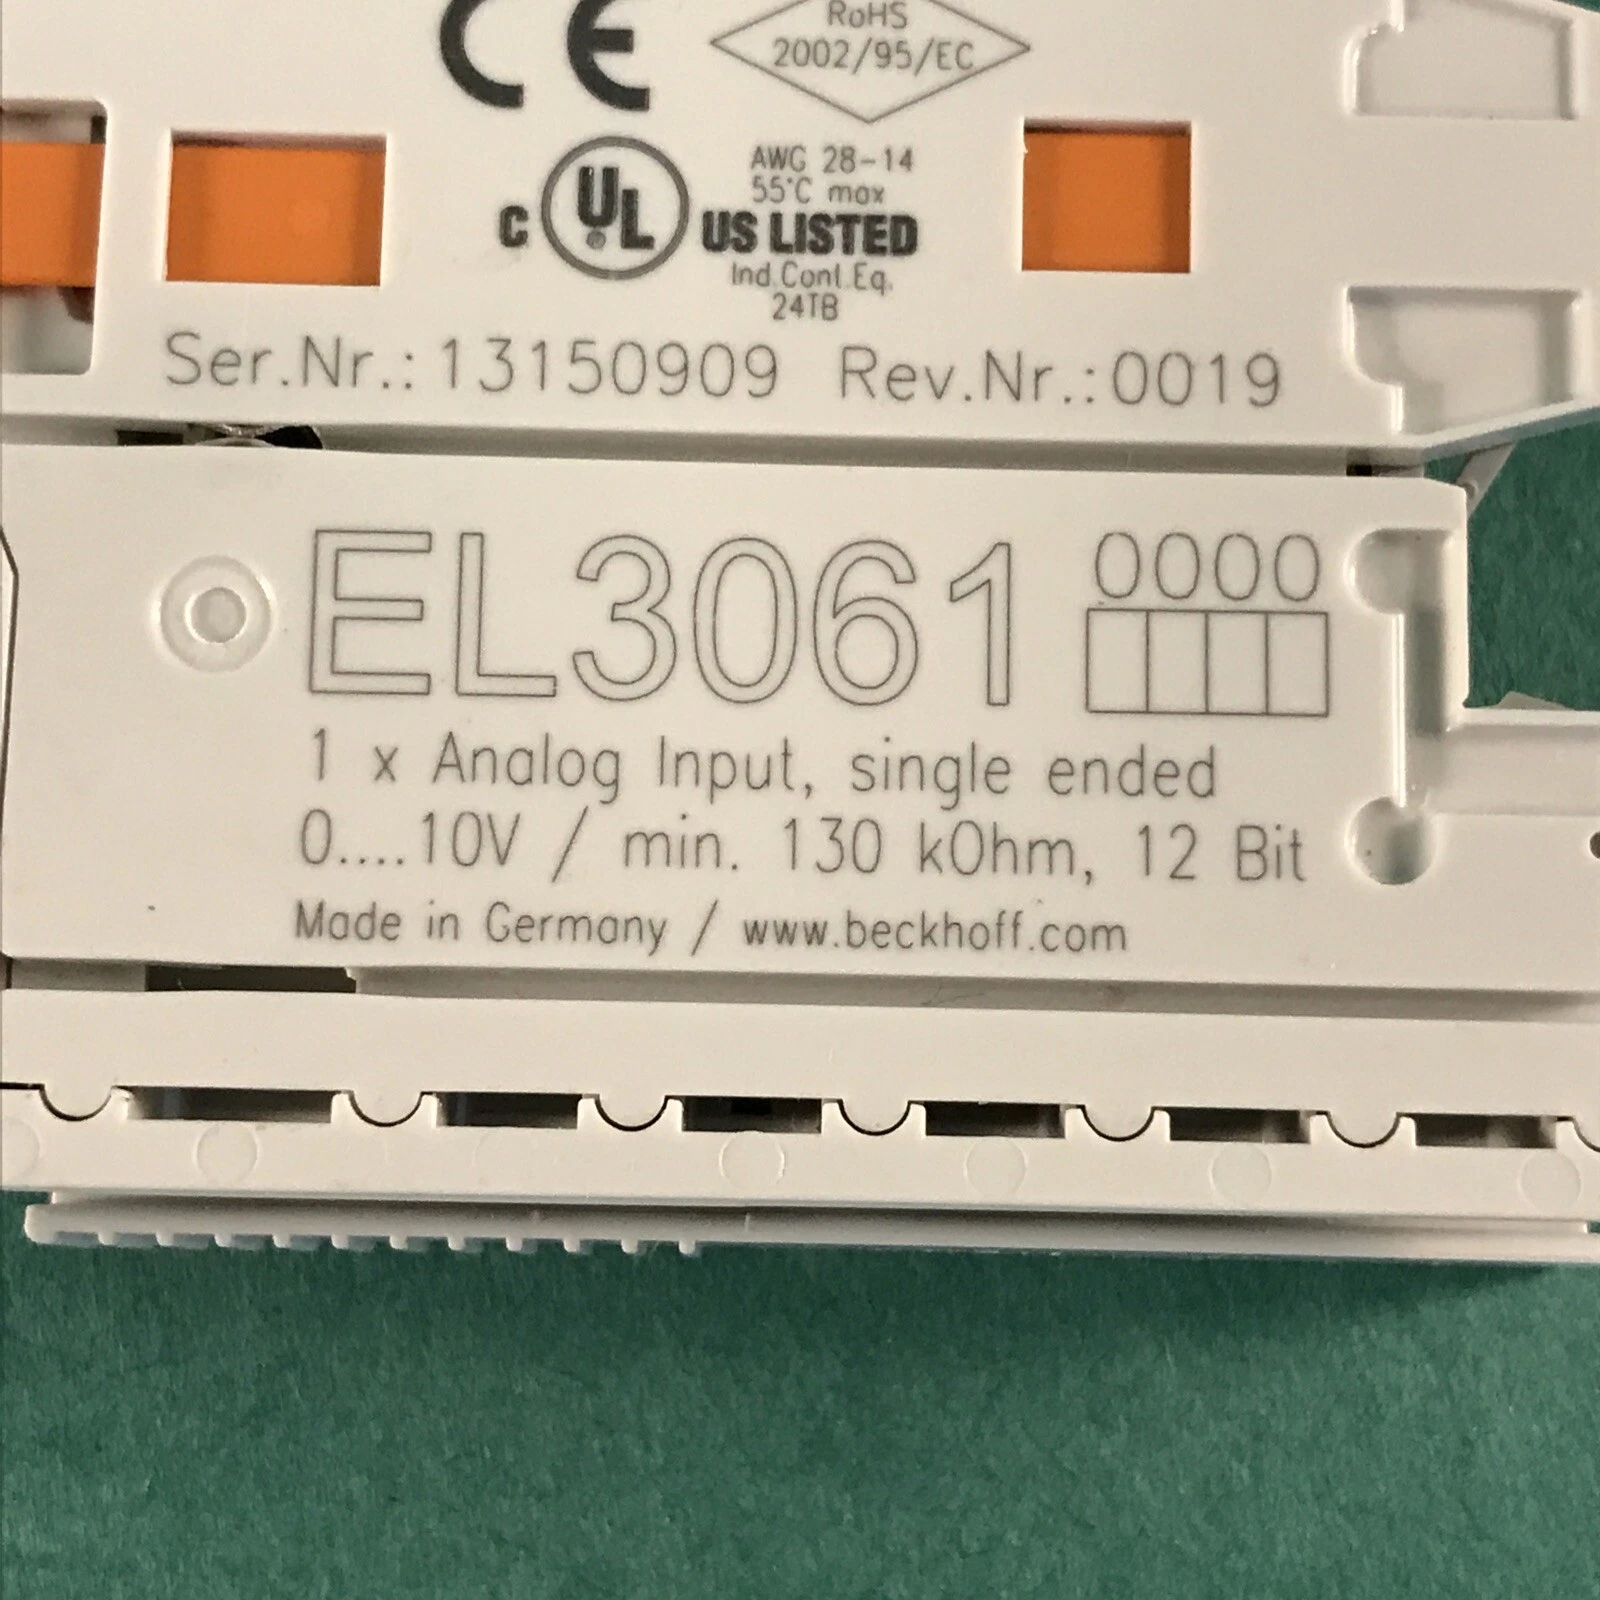 CE
RoHS
2002/95/EC
AWG 28-14
55°C max
C UL ® US LISTED
Ind.Cont.Eq.
24TB
Ser.Nr.: 13150909 Rev.Nr.:0019
EL3061 0000
1 x Analog Input, single ended
0....10V / min. 130 kOhm, 12 Bit
Made in Germany / www.beckhoff.com